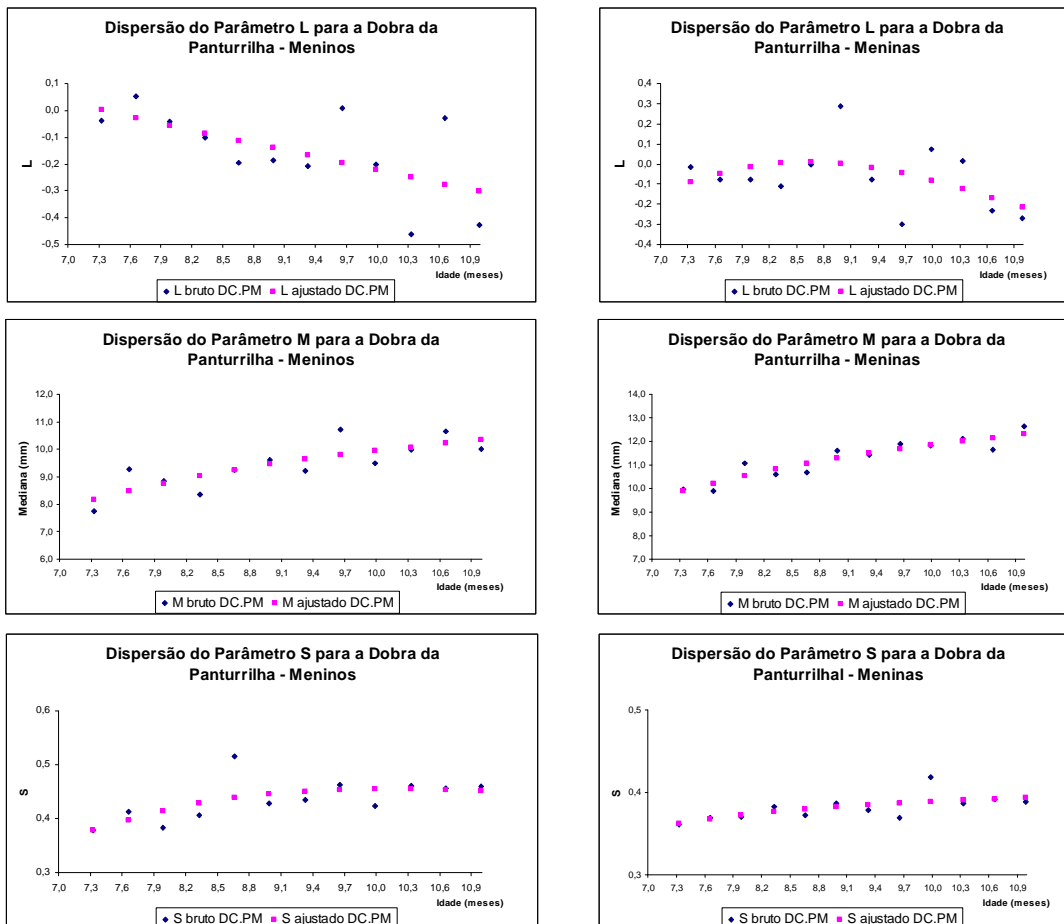 Dispersão do Parâmetro L para a Dobra da
Panturrilha - Meninos
0,1
0,0
-0,1
-0,2
-0,3
-0,4
-0,5
L
7,0 7,3 7,6 7,9 8,2 8,5 8,8 9,1 9,4 9,7 10,0 10,3 10,6 10,9
Idade (meses)
L bruto DC.PM L ajustado DC.PM
Dispersão do Parâmetro L para a Dobra da
Panturrilha - Meninas
0,4
0,3
0,2
0,1
0,0
-0,1
-0,2
-0,3
-0,4
L
7,0 7,3 7,6 7,9 8,2 8,5 8,8 9,1 9,4 9,7 10,0 10,3 10,6 10,9
Idade (meses)
L bruto DC.PM L ajustado DC.PM
Dispersão do Parâmetro M para a Dobra da
Panturrilha - Meninos
12,0
11,0
10,0
9,0
8,0
7,0
6,0
Mediana (mm)
7,0 7,3 7,6 7,9 8,2 8,5 8,8 9,1 9,4 9,7 10,0 10,3 10,6 10,9
Idade (meses)
M bruto DC.PM M ajustado DC.PM
Dispersão do Parâmetro M para a Dobra da
Panturrilha - Meninas
14,0
13,0
12,0
11,0
10,0
9,0
8,0
7,0
Mediana (mm)
7,0 7,3 7,6 7,9 8,2 8,5 8,8 9,1 9,4 9,7 10,0 10,3 10,6 10,9
Idade (meses)
M bruto DC.PM M ajustado DC.PM
Dispersão do Parâmetro S para a Dobra da
Panturrilha - Meninos
0,6
0,5
0,4
0,3
S
7,0 7,3 7,6 7,9 8,2 8,5 8,8 9,1 9,4 9,7 10,0 10,3 10,6 10,9
Idade (meses)
S bruto DC.PM S ajustado DC.PM
Dispersão do Parâmetro S para a Dobra da
Panturrilhal - Meninas
0,5
0,4
0,3
S
7,0 7,3 7,6 7,9 8,2 8,5 8,8 9,1 9,4 9,7 10,0 10,3 10,6 10,9
Idade (meses)
S bruto DC.PM S ajustado DC.PM